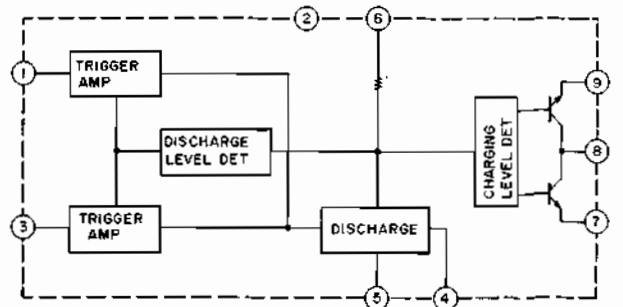 2
6
1
TRIGGER
AMP
9
DISCHARGE
LEVEL DET
CHARGING
LEVEL DET
8
3
TRIGGER
AMP
DISCHARGE
7
5
4